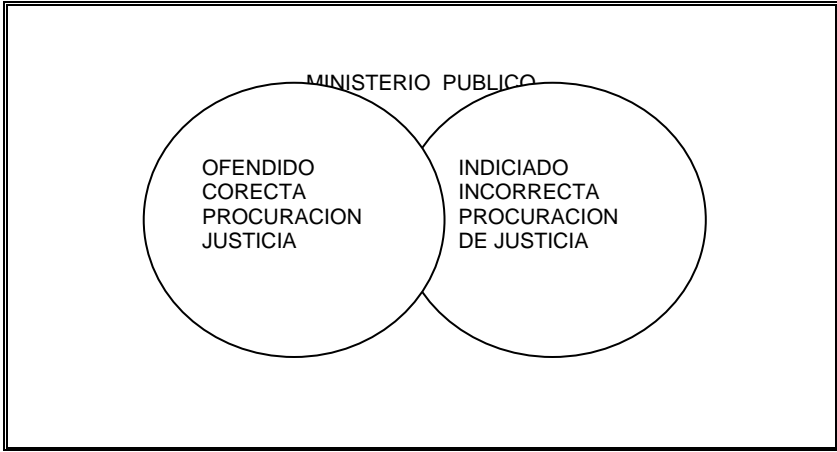 MINISTERIO PUBLICO
OFENDIDO
CORECTA
PROCURACION
JUSTICIA
INDICIADO
INCORRECTA
PROCURACION
DE JUSTICIA